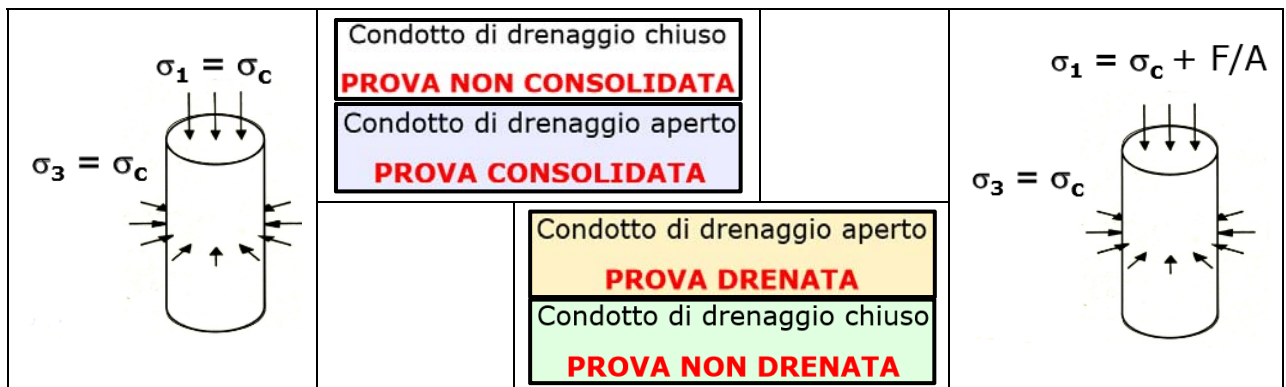 σ1 = σc
σ3 = σc
Condotto di drenaggio chiuso
PROVA NON CONSOLIDATA
Condotto di drenaggio aperto
PROVA CONSOLIDATA
Condotto di drenaggio aperto
PROVA DRENATA
Condotto di drenaggio chiuso
PROVA NON DRENATA
σ1 = σc + F/A
σ3 = σc